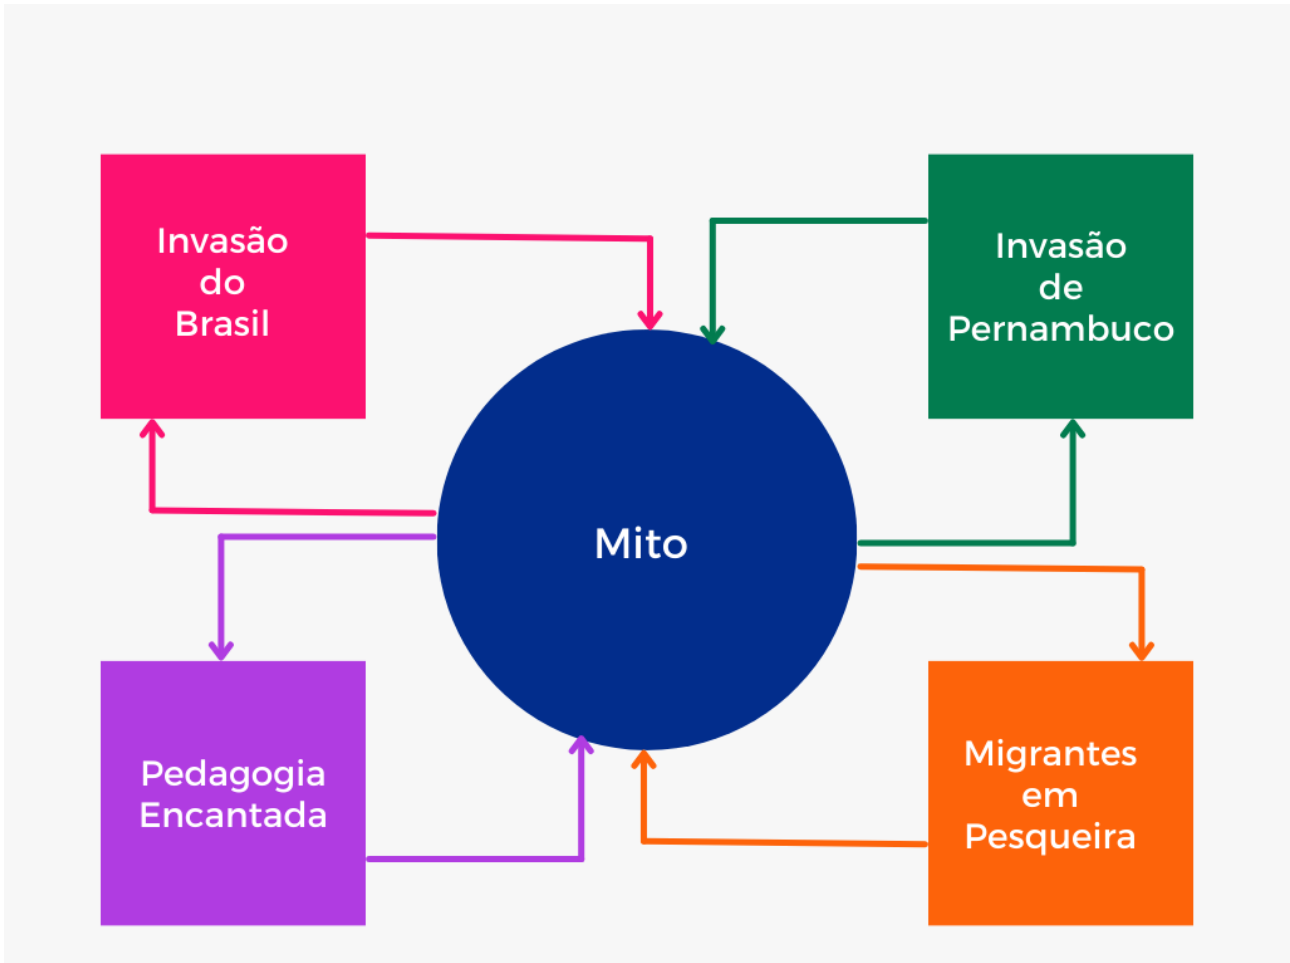 Invasão
do
Brasil
Invasão
de
Pernambuco
Mito
Pedagogia
Encantada
Migrantes
em
Pesqueira